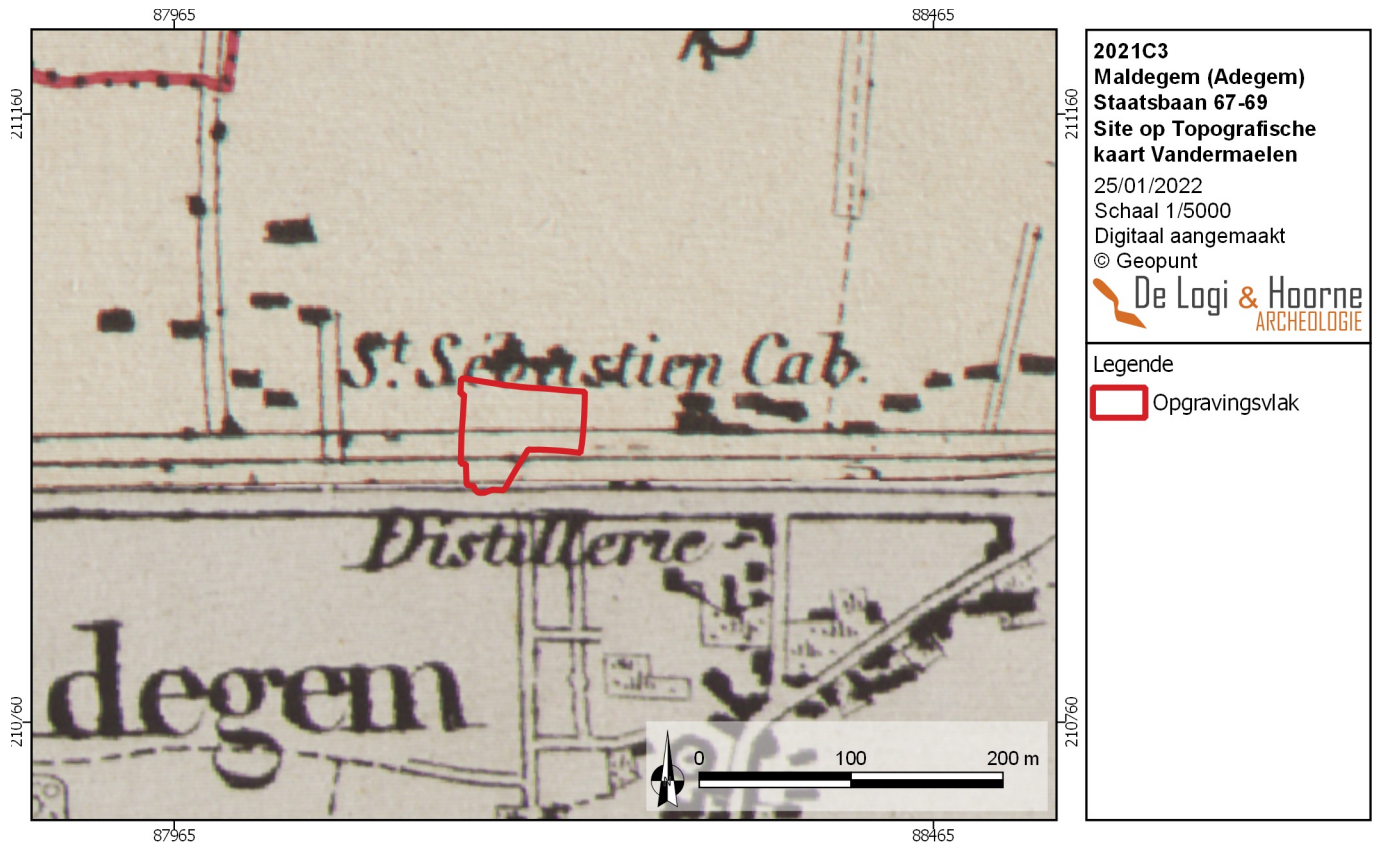 87965 88465
211160 211160
St. Sébastien Cab.
Distillerie
degem
210760 210760
0 100 200 m
N
87965 88465
2021C3
Maldegem (Adegem)
Staatsbaan 67-69
Site op Topografische
kaart Vandermaelen
25/01/2022
Schaal 1/5000
Digitaal aangemaakt
© Geopunt
De Logi & Hoorne
ARCHEOLOGIE
Legende
Opgravingsvlak